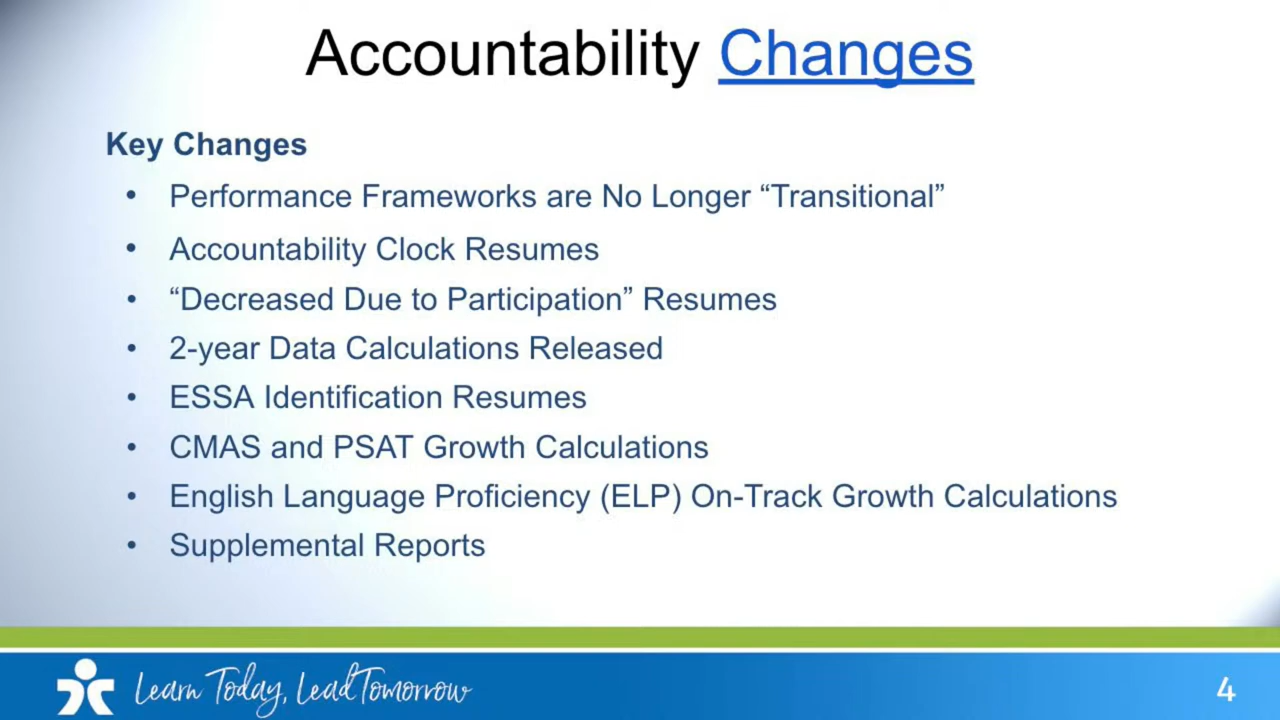 Accountability Changes
Key Changes
• Performance Frameworks are No Longer “Transitional”
• Accountability Clock Resumes
• “Decreased Due to Participation” Resumes
• 2-year Data Calculations Released
• ESSA Identification Resumes
• CMAS and PSAT Growth Calculations
• English Language Proficiency (ELP) On-Track Growth Calculations
• Supplemental Reports
Learn Today, Lead Tomorrow
4